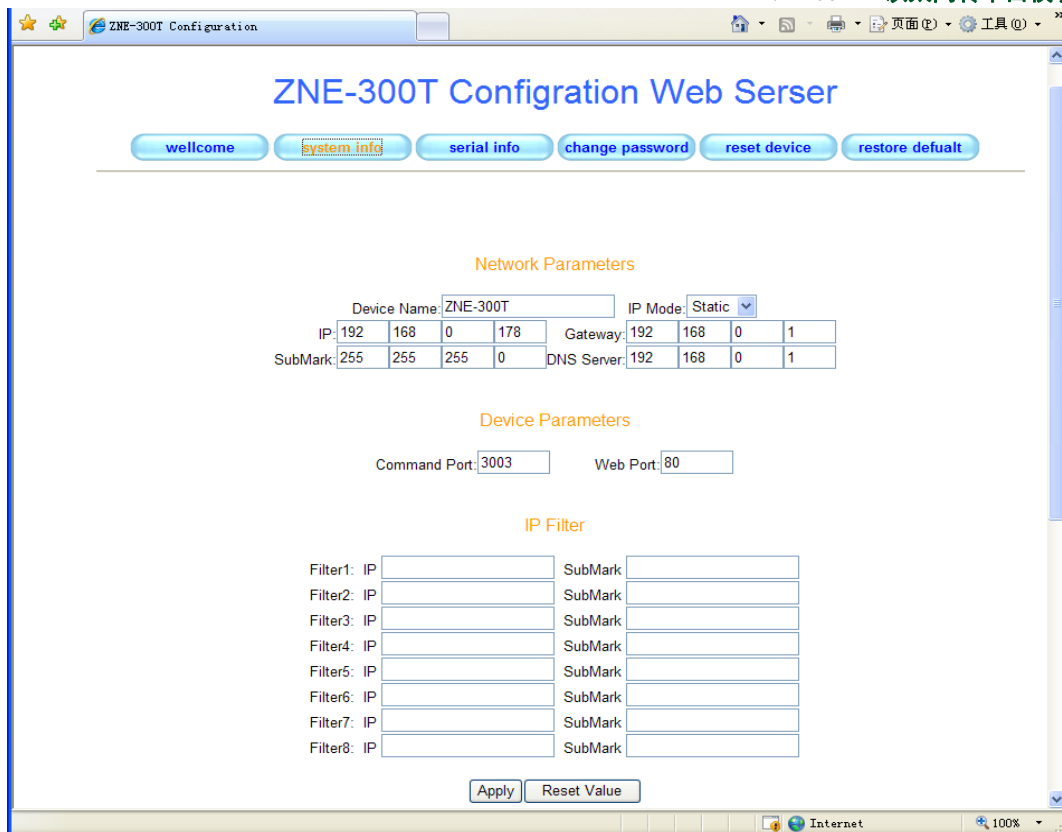 ZNE-300T Configuration
页面(P)
工具(O)
ZNE-300T Configration Web Serser
wellcome system info serial info change password reset device restore defualt
Network Parameters
Device Name: ZNE-300T IP Mode: Static
IP: 192 168 0 178 Gateway: 192 168 0 1
SubMark: 255 255 255 0 DNS Server: 192 168 0 1
Device Parameters
Command Port: 3003 Web Port: 80
IP Filter
Filter1: IP SubMark
Filter2: IP SubMark
Filter3: IP SubMark
Filter4: IP SubMark
Filter5: IP SubMark
Filter6: IP SubMark
Filter7: IP SubMark
Filter8: IP SubMark
Apply Reset Value
Internet 100%